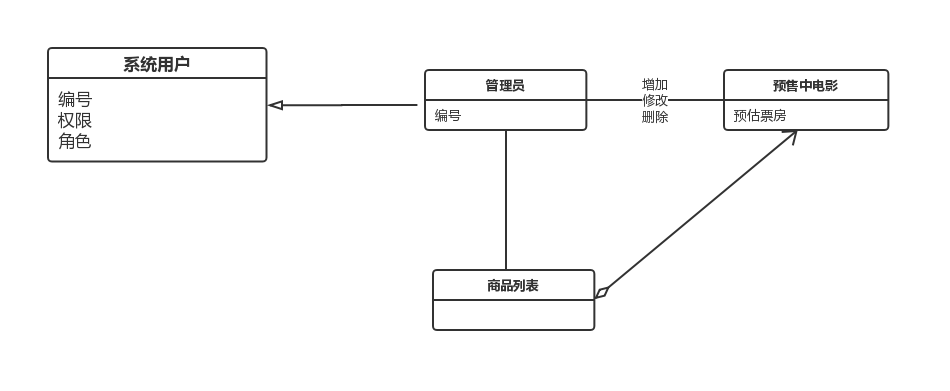 系统用户
编号
权限
角色
管理员
编号
增加
修改
删除
预售中电影
预估票房
商品列表